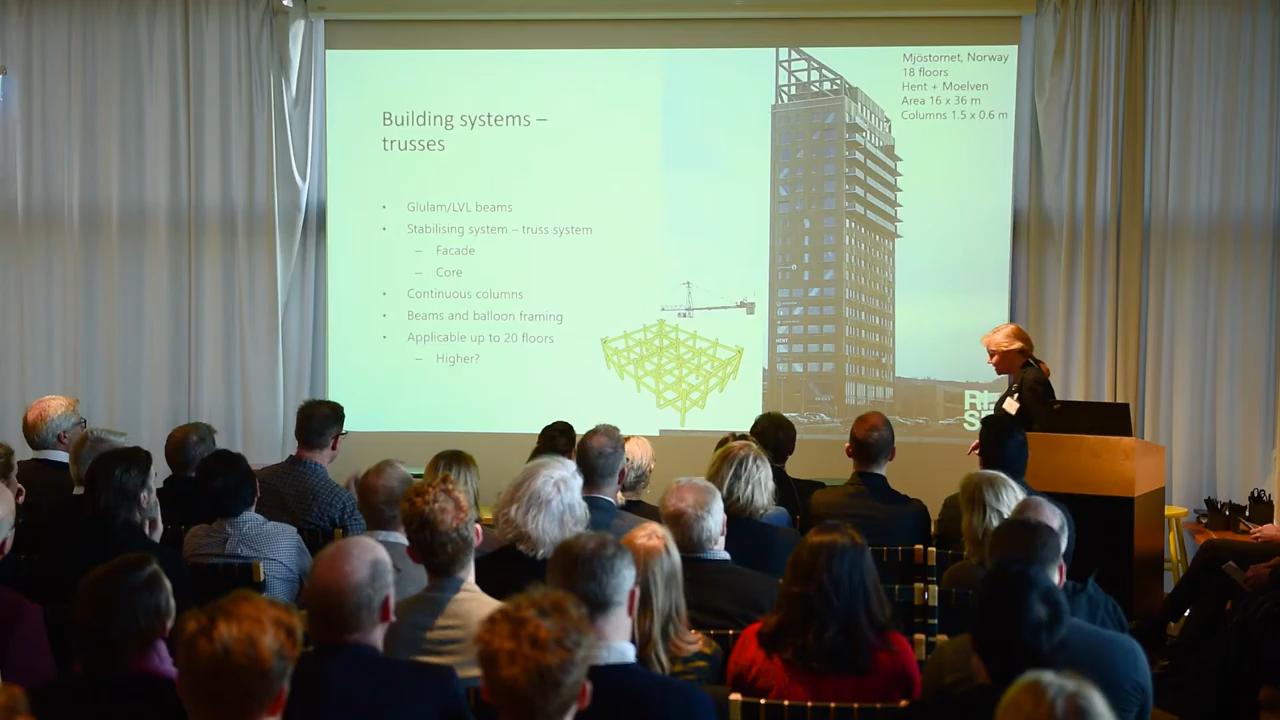 Building systems –
trusses
• Glulam/LVL beams
• Stabilising system – truss system
– Facade
– Core
• Continuous columns
• Beams and balloon framing
• Applicable up to 20 floors
– Higher?
Mjöstornet, Norway
18 floors
Hent + Moelven
Area 16 x 36 m
Columns 1.5 x 0.6 m
HENT